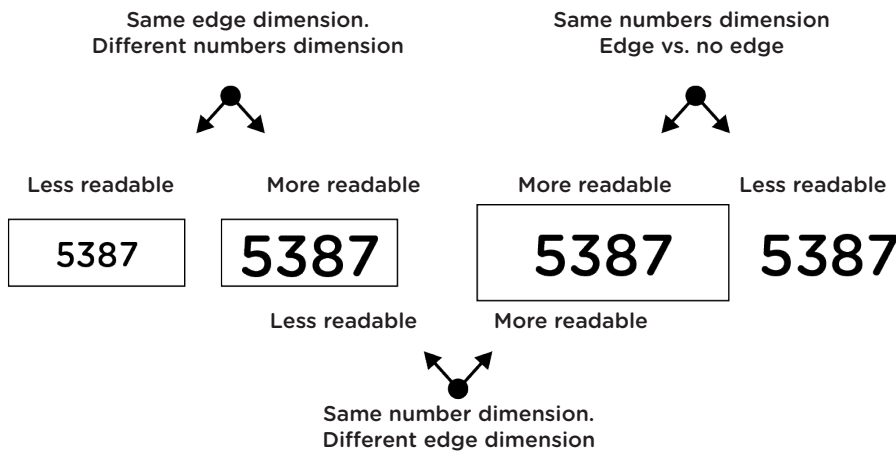 Same edge dimension.
Different numbers dimension
Same numbers dimension
Edge vs. no edge
Less readable
More readable
More readable
Less readable
5387
5387
5387
5387
Less readable
More readable
Same number dimension.
Different edge dimension